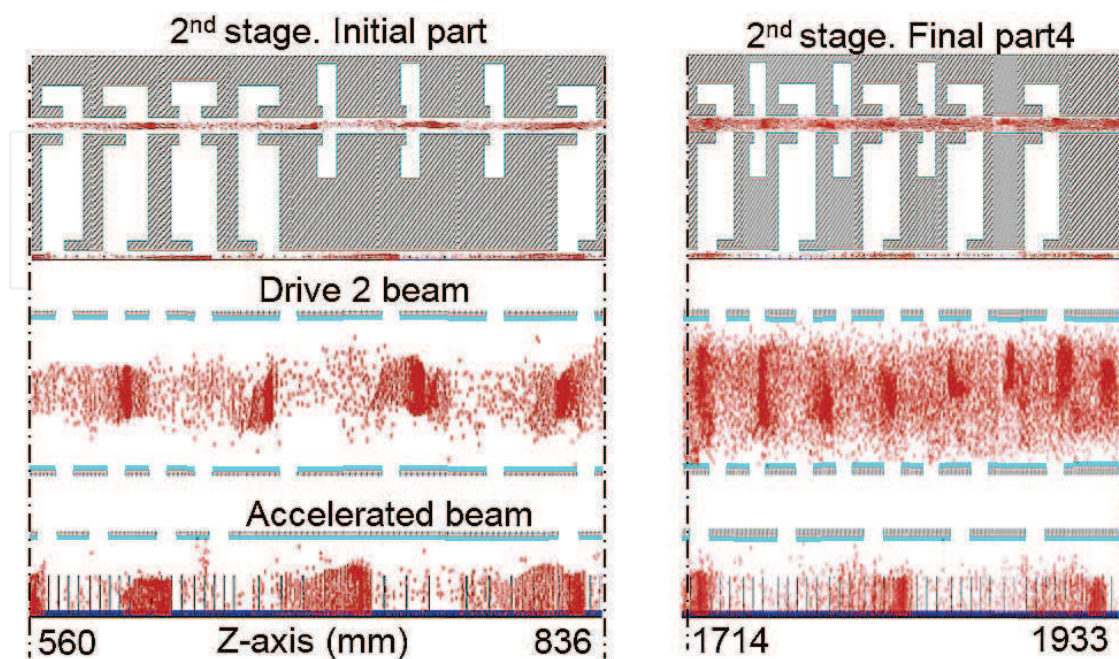 2nd stage. Initial part
2nd stage. Final part4
Drive 2 beam
Accelerated beam
560 Z-axis (mm) 836
1714 1933